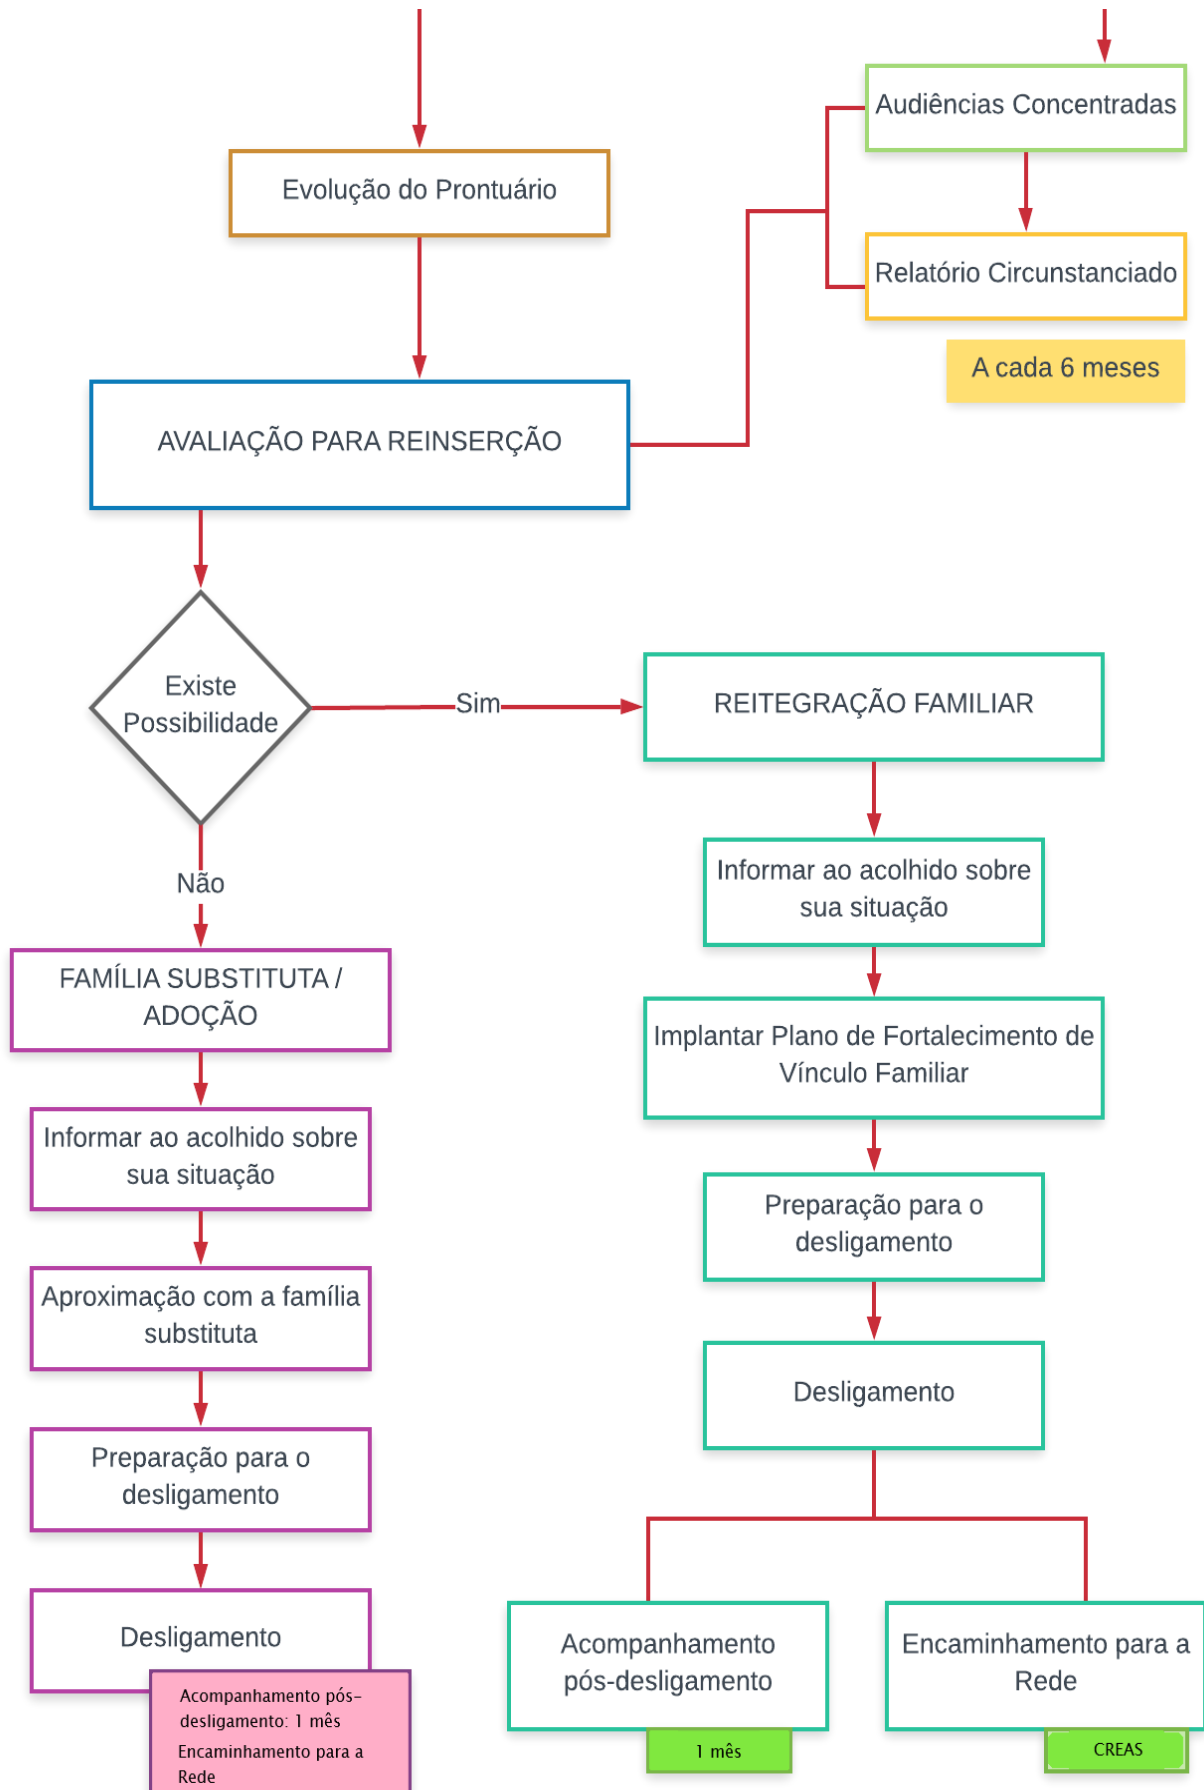 Audiências Concentradas
Evolução do Prontuário
Relatório Circunstanciado
A cada 6 meses
AVALIAÇÃO PARA REINSERÇÃO
Existe
Possibilidade
Sim
REITEGRAÇÃO FAMILIAR
Não
Informar ao acolhido sobre
sua situação
FAMÍLIA SUBSTITUTA /
ADOÇÃO
Implantar Plano de Fortalecimento de
Vínculo Familiar
Informar ao acolhido sobre
sua situação
Preparação para o
desligamento
Aproximação com a família
substituta
Desligamento
Preparação para o
desligamento
Desligamento
Acompanhamento pós-
desligamento: 1 mês
Encaminhamento para a
Rede
Acompanhamento
pós-desligamento
1 mês
Encaminhamento para a
Rede
CREAS